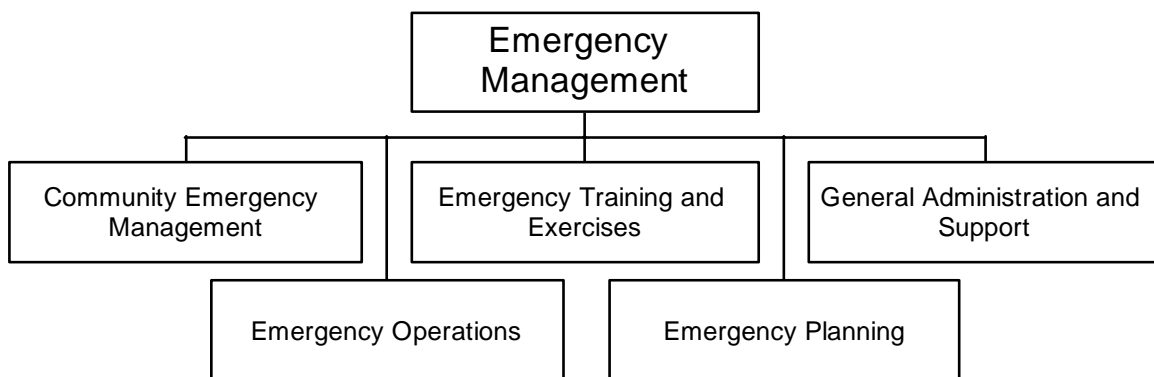 Emergency
Management
Community Emergency
Management
Emergency Training and
Exercises
General Administration and
Support
Emergency Operations
Emergency Planning